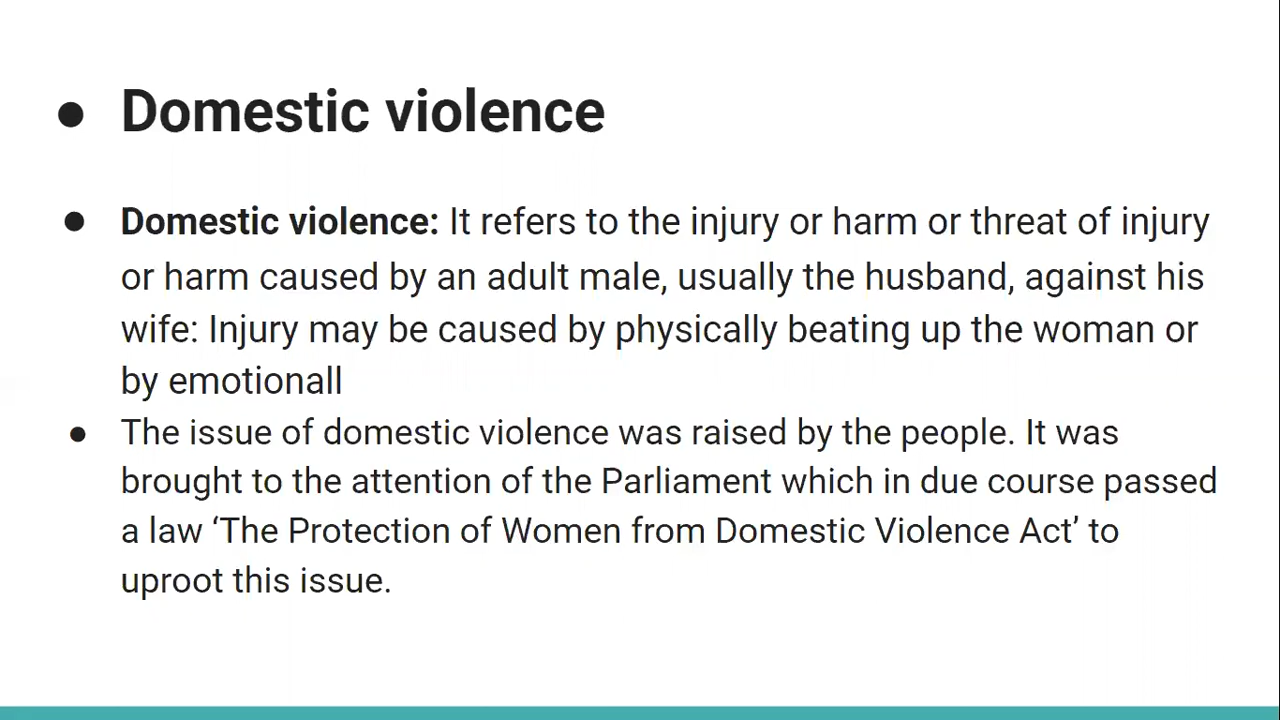 ● Domestic violence
● Domestic violence: It refers to the injury or harm or threat of injury
or harm caused by an adult male, usually the husband, against his
wife: Injury may be caused by physically beating up the woman or
by emotionall
● The issue of domestic violence was raised by the people. It was
brought to the attention of the Parliament which in due course passed
a law ‘The Protection of Women from Domestic Violence Act’ to
uproot this issue.